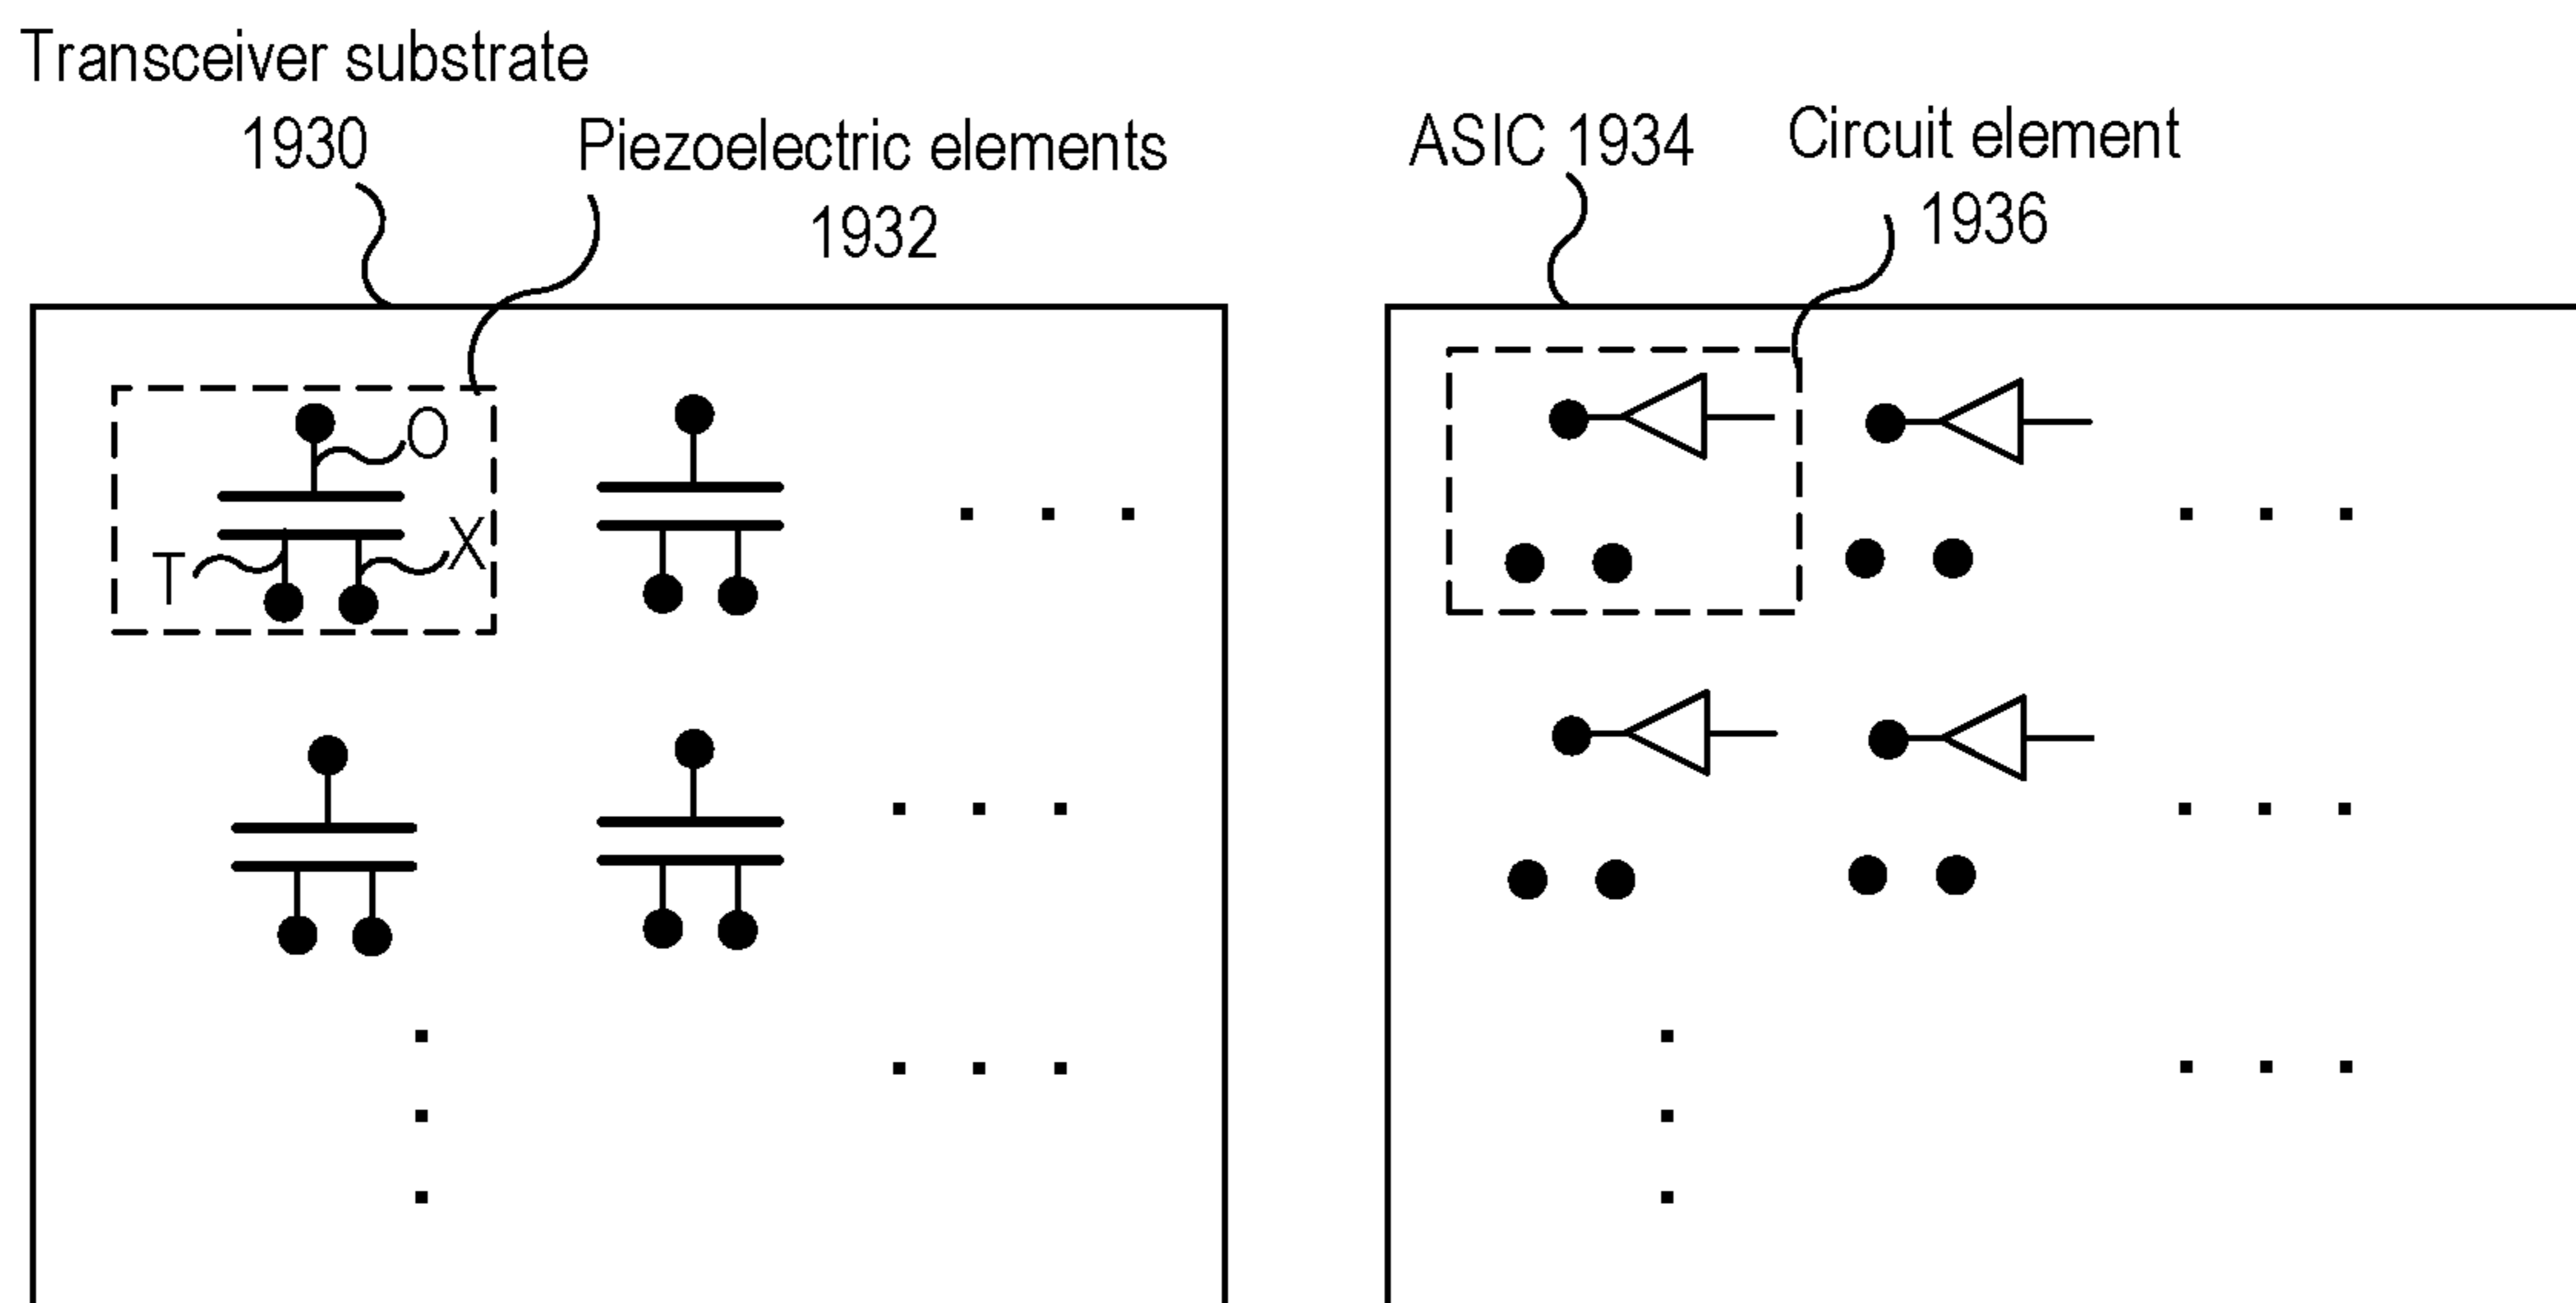 Transceiver substrate
1930
Piezoelectric elements
1932
ASIC 1934
Circuit element
1936
O
T
X